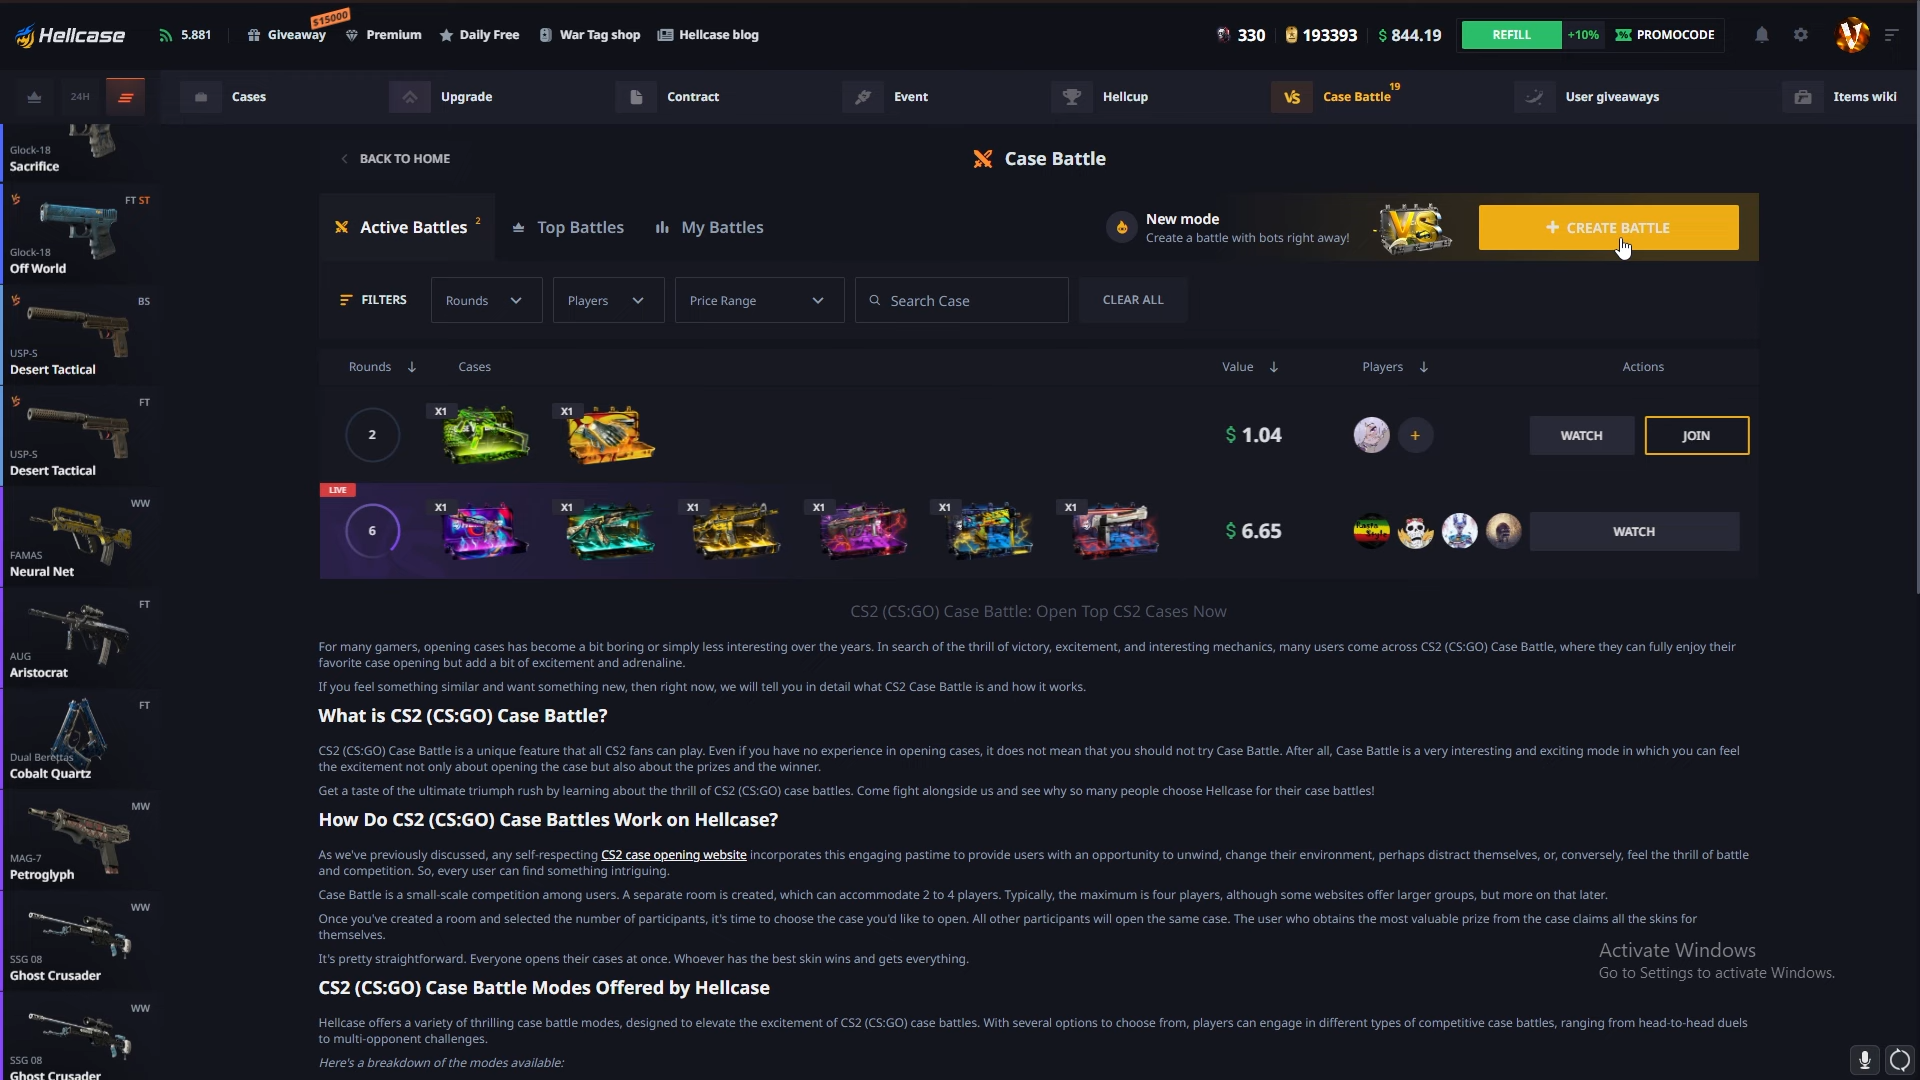 Hellcase
5.881
Giveaway
$15000
Premium
Daily Free
War Tag shop
Hellcase blog
330
193393
$ 844.19
REFILL
+10%
PROMOCODE
24H
Cases
Upgrade
Contract
Event
Hellcup
VS
Case Battle
19
User giveaways
Items wiki
Glock-18
Sacrifice
FT ST
Glock-18
Off World
BS
USP-S
Desert Tactical
FT
USP-S
Desert Tactical
WW
FAMAS
Neural Net
FT
AUG
Aristocrat
FT
Dual Berettas
Cobalt Quartz
MW
MAG-7
Petroglyph
WW
SSG 08
Ghost Crusader
WW
SSG 08
Ghost Crusader
BACK TO HOME
Case Battle
Active Battles 2
Top Battles
My Battles
New mode
Create a battle with bots right away!
VS
+ CREATE BATTLE
FILTERS
Rounds
Players
Price Range
Search Case
CLEAR ALL
Rounds
Cases
Value
Players
Actions
2
X1
X1
$ 1.04
+
WATCH
JOIN
LIVE
6
X1
X1
X1
X1
X1
X1
$ 6.65
WATCH
CS2 (CS:GO) Case Battle: Open Top CS2 Cases Now
For many gamers, opening cases has become a bit boring or simply less interesting over the years. In search of the thrill of victory, excitement, and interesting mechanics, many users come across CS2 (CS:GO) Case Battle, where they can fully enjoy their
favorite case opening but add a bit of excitement and adrenaline.
If you feel something similar and want something new, then right now, we will tell you in detail what CS2 Case Battle is and how it works.
What is CS2 (CS:GO) Case Battle?
CS2 (CS:GO) Case Battle is a unique feature that all CS2 fans can play. Even if you have no experience in opening cases, it does not mean that you should not try Case Battle. After all, Case Battle is a very interesting and exciting mode in which you can feel
the excitement not only about opening the case but also about the prizes and the winner.
Get a taste of the ultimate triumph rush by learning about the thrill of CS2 (CS:GO) case battles. Come fight alongside us and see why so many people choose Hellcase for their case battles!
How Do CS2 (CS:GO) Case Battles Work on Hellcase?
As we've previously discussed, any self-respecting CS2 case opening website incorporates this engaging pastime to provide users with an opportunity to unwind, change their environment, perhaps distract themselves, or, conversely, feel the thrill of battle
and competition. So, every user can find something intriguing.
Case Battle is a small-scale competition among users. A separate room is created, which can accommodate 2 to 4 players. Typically, the maximum is four players, although some websites offer larger groups, but more on that later.
Once you've created a room and selected the number of participants, it's time to choose the case you'd like to open. All other participants will open the same case. The user who obtains the most valuable prize from the case claims all the skins for
themselves.
It's pretty straightforward. Everyone opens their cases at once. Whoever has the best skin wins and gets everything.
CS2 (CS:GO) Case Battle Modes Offered by Hellcase
Hellcase offers a variety of thrilling case battle modes, designed to elevate the excitement of CS2 (CS:GO) case battles. With several options to choose from, players can engage in different types of competitive case battles, ranging from head-to-head duels
to multi-opponent challenges.
Here's a breakdown of the modes available:
Activate Windows
Go to Settings to activate Windows.